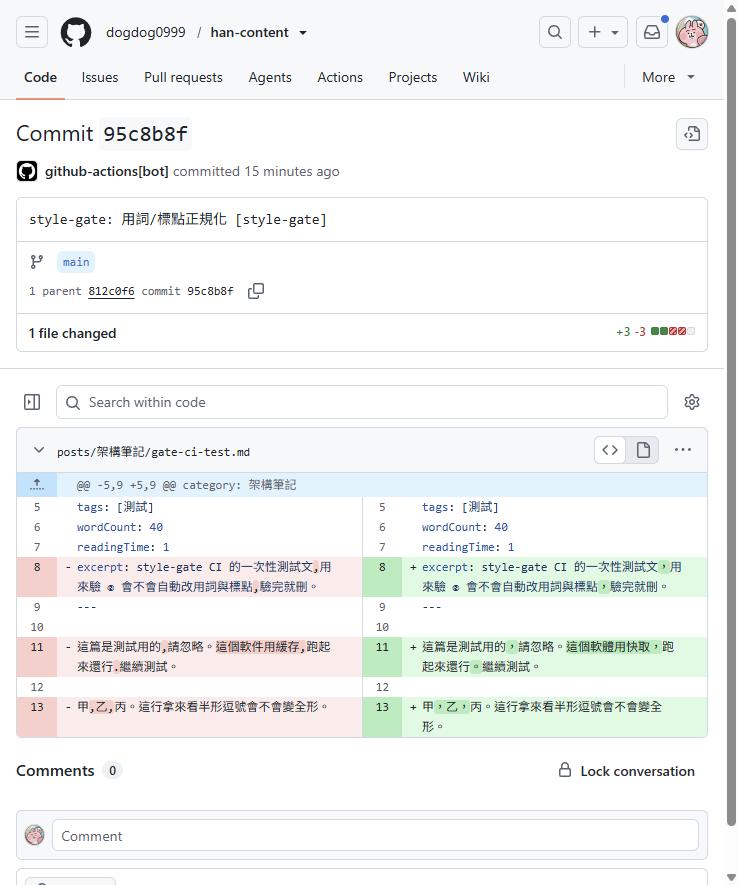 dogdog0999 / han-content
Code Issues Pull requests Agents Actions Projects Wiki More
Commit 95c8b8f
github-actions[bot] committed 15 minutes ago
style-gate: 用詞/標點正規化 [style-gate]
main
1 parent 812c0f6 commit 95c8b8f
1 file changed +3 -3
Search within code
posts/架構筆記/gate-ci-test.md
@@ -5,9 +5,9 @@ category: 架構筆記
5 tags: [測試] 5 tags: [測試]
6 wordCount: 40 6 wordCount: 40
7 readingTime: 1 7 readingTime: 1
8 - excerpt: style-gate CI 的一次性測試文,用 8 + excerpt: style-gate CI 的一次性測試文，用
來驗 會不會自動改用詞與標點,驗完就刪。 來驗 會不會自動改用詞與標點，驗完就刪。
9 --- 9 ---
10 10
11 - 這篇是測試用的,請忽略。這個軟件用緩存,跑起 11 + 這篇是測試用的，請忽略。這個軟體用快取，跑
來還行.繼續測試。 起來還行。繼續測試。
12 12
13 - 甲,乙,丙。這行拿來看半形逗號會不會變全形。 13 + 甲，乙，丙。這行拿來看半形逗號會不會變全
形。
Comments 0 Lock conversation
Comment